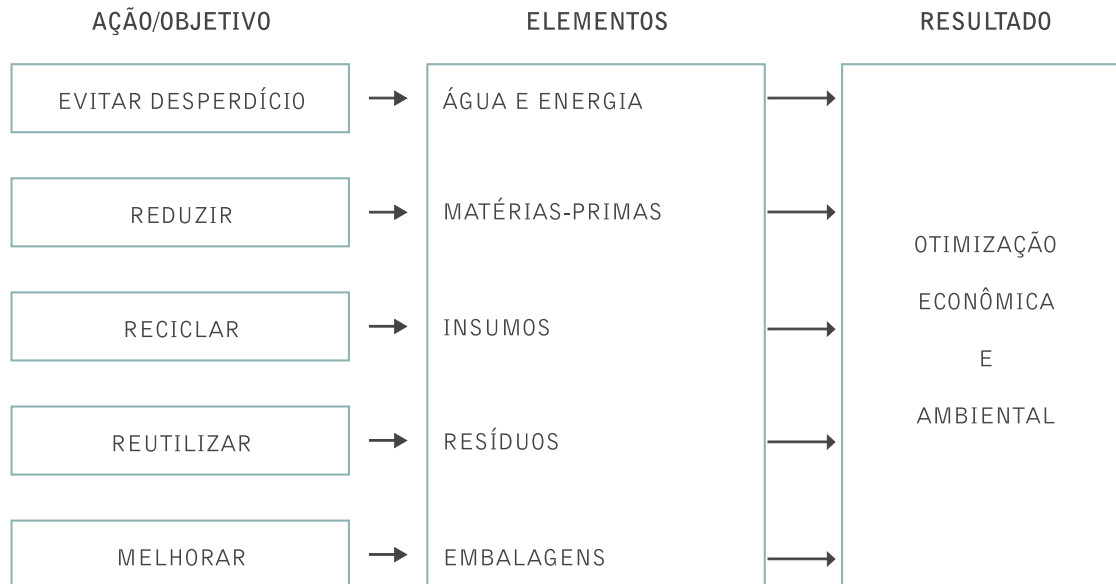 AÇÃO/OBJETIVO ELEMENTOS RESULTADO
EVITAR DESPERDÍCIO ÁGUA E ENERGIA
REDUZIR MATÉRIAS-PRIMAS
OTIMIZAÇÃO
ECONÔMICA
RECICLAR INSUMOS
E
AMBIENTAL
REUTILIZAR RESÍDUOS
MELHORAR EMBALAGENS